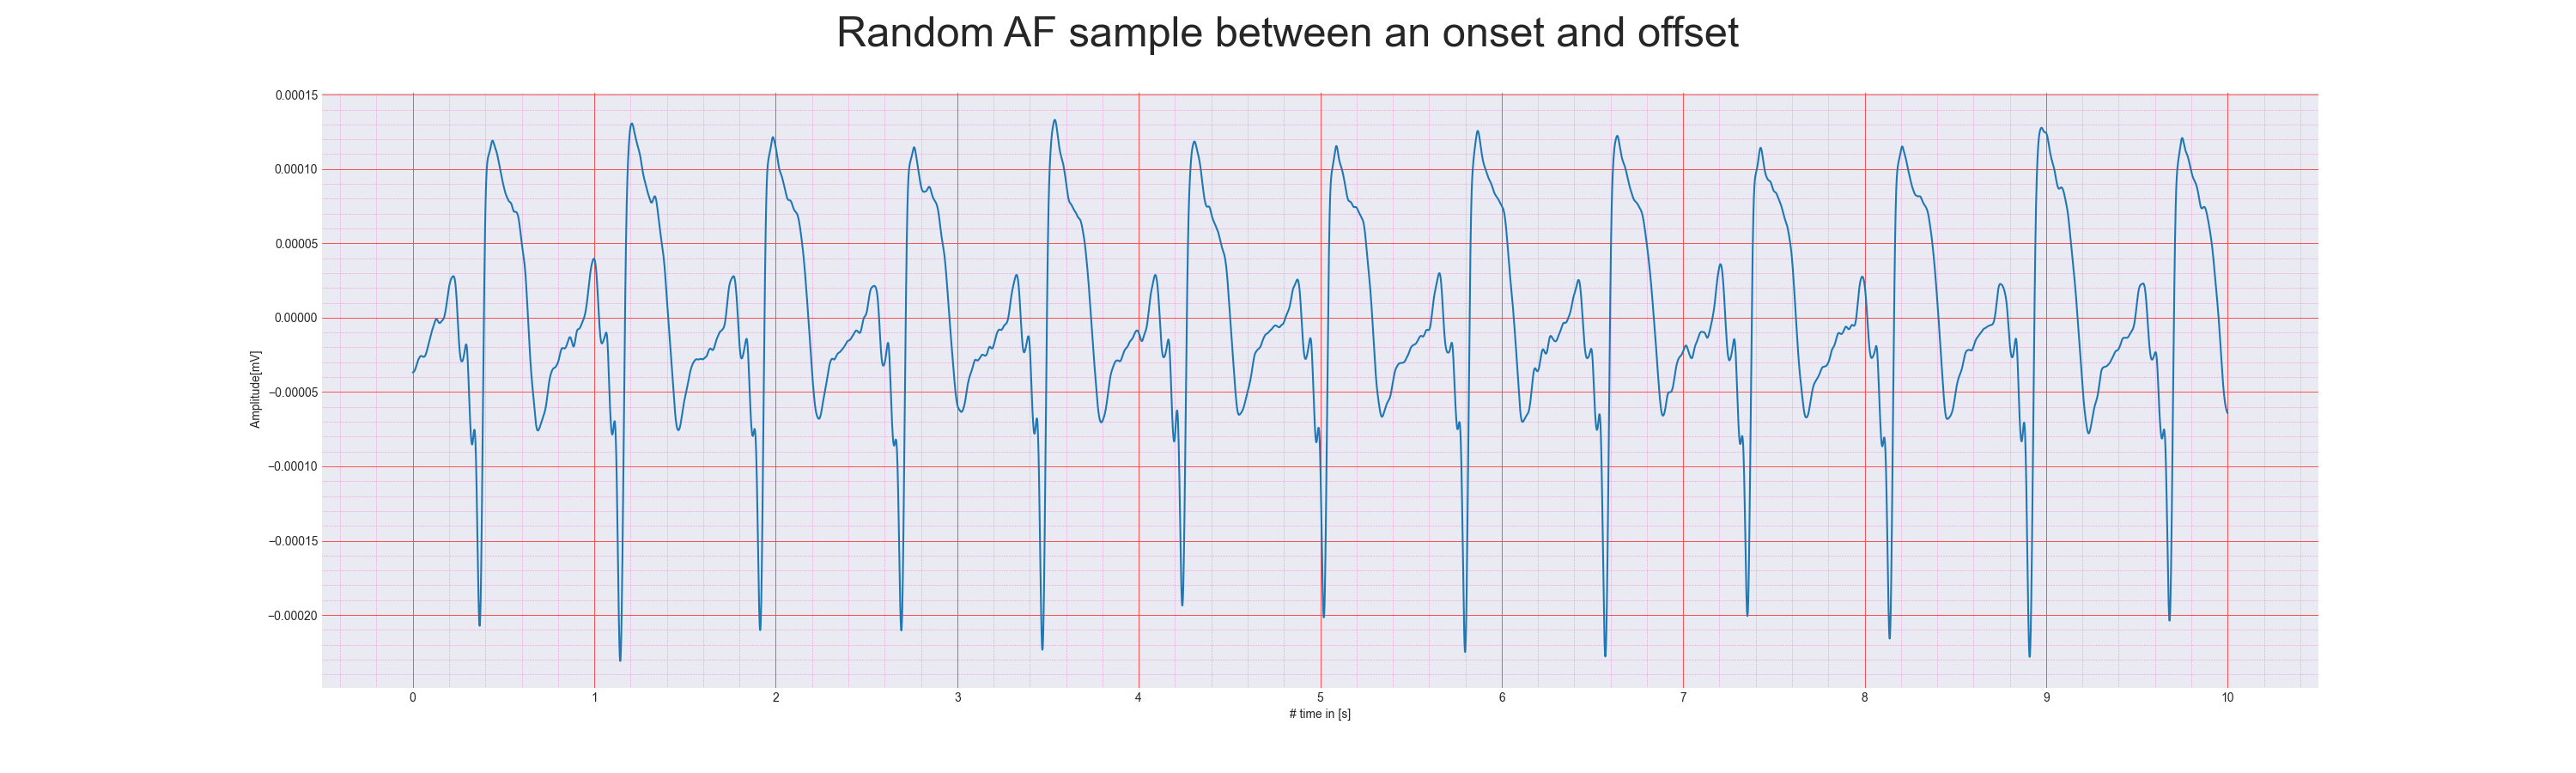 Random AF sample between an onset and offset
0.00015
0.00010
0.00005
0.00000
−0.00005
−0.00010
−0.00015
−0.00020
Amplitude[mV]
0 1 2 3 4 5 6 7 8 9 10
# time in [s]